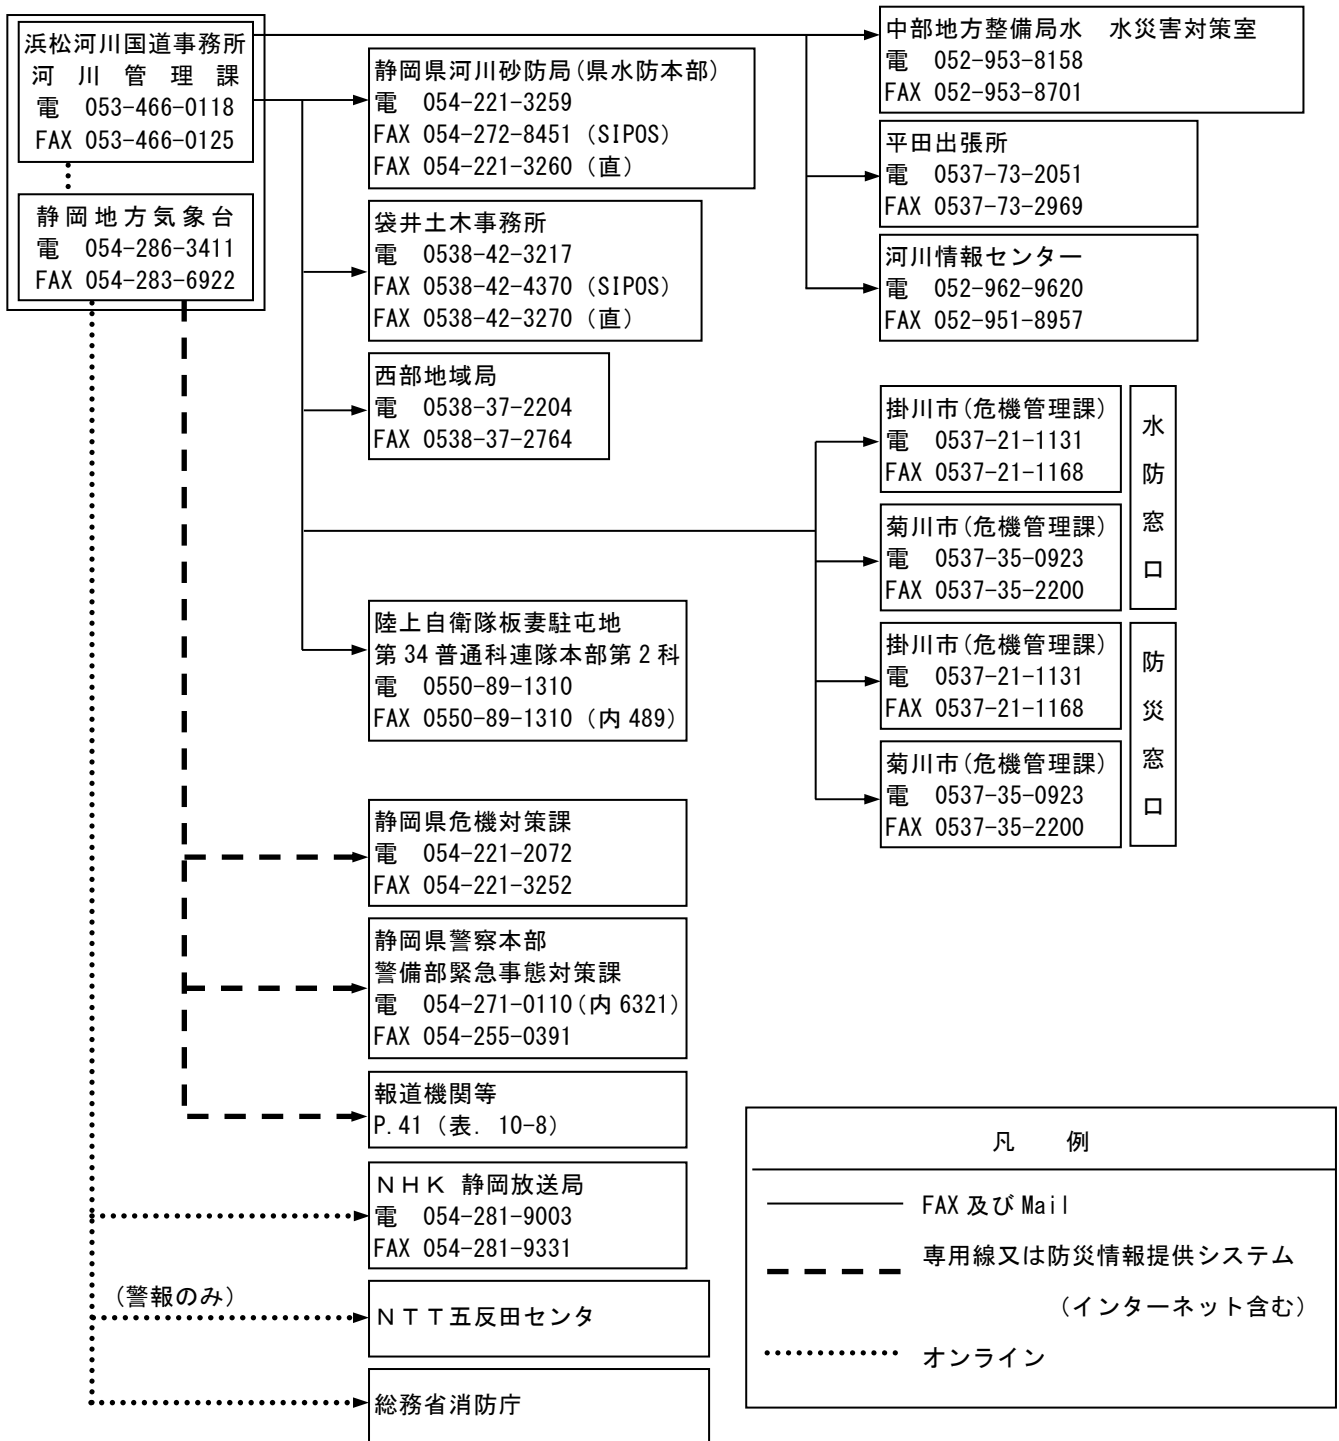 浜松河川国道事務所
河川管理課
電 053-466-0118
FAX 053-466-0125
静岡地方気象台
電 054-286-3411
FAX 054-283-6922
静岡県河川砂防局(県水防本部)
電 054-221-3259
FAX 054-272-8451 (SIPOS)
FAX 054-221-3260 (直)
袋井土木事務所
電 0538-42-3217
FAX 0538-42-4370 (SIPOS)
FAX 0538-42-3270 (直)
西部地域局
電 0538-37-2204
FAX 0538-37-2764
陸上自衛隊板妻駐屯地
第34普通科連隊本部第2科
電 0550-89-1310
FAX 0550-89-1310 (内 489)
静岡県危機対策課
電 054-221-2072
FAX 054-221-3252
静岡県警察本部
警備部緊急事態対策課
電 054-271-0110(内 6321)
FAX 054-255-0391
報道機関等
P.41 (表. 10-8)
NHK 静岡放送局
電 054-281-9003
FAX 054-281-9331
(警報のみ)
NTT五反田センタ
総務省消防庁
中部地方整備局水 水災害対策室
電 052-953-8158
FAX 052-953-8701
平田出張所
電 0537-73-2051
FAX 0537-73-2969
河川情報センター
電 052-962-9620
FAX 052-951-8957
掛川市(危機管理課)
電 0537-21-1131
FAX 0537-21-1168
菊川市(危機管理課)
電 0537-35-0923
FAX 0537-35-2200
水防窓口
掛川市(危機管理課)
電 0537-21-1131
FAX 0537-21-1168
菊川市(危機管理課)
電 0537-35-0923
FAX 0537-35-2200
防災窓口
凡 例
FAX 及び Mail
専用線又は防災情報提供システム
(インターネット含む)
オンライン